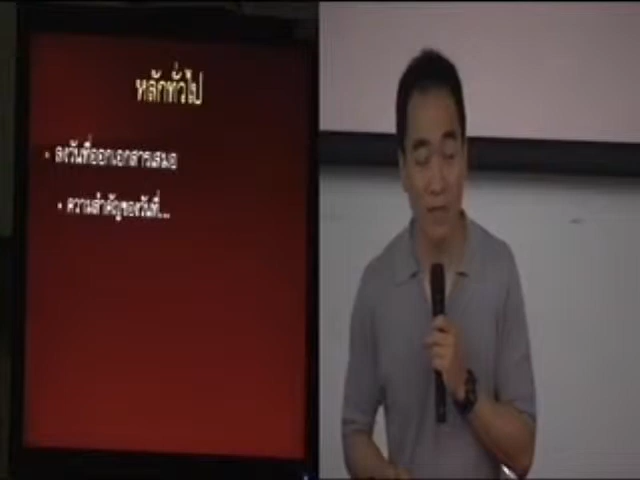 หลักทั่วไป
• ลงวันที่ออกเอกสารเสมอ
• ความสำคัญของวันที่...